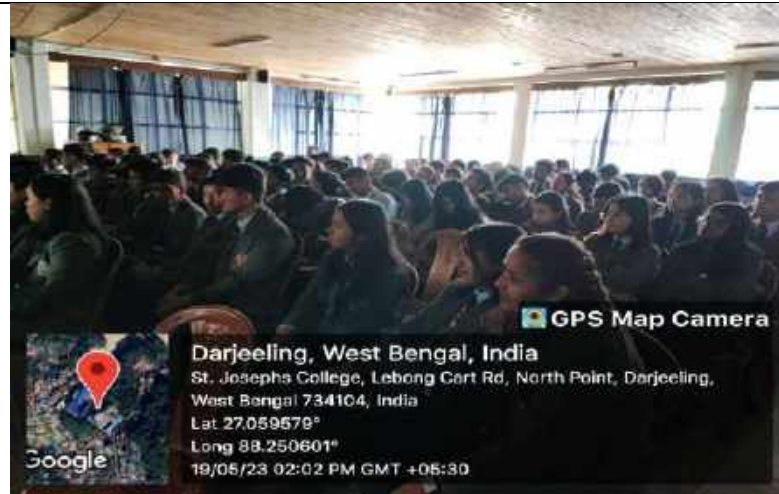 GPS Map Camera
Darjeeling, West Bengal, India
St. Josephs College, Lebong Cart Rd, North Point, Darjeeling,
West Bengal 734104, India
Lat 27.059579°
Long 88.250601°
19/05/23 02:02 PM GMT +05:30
Google